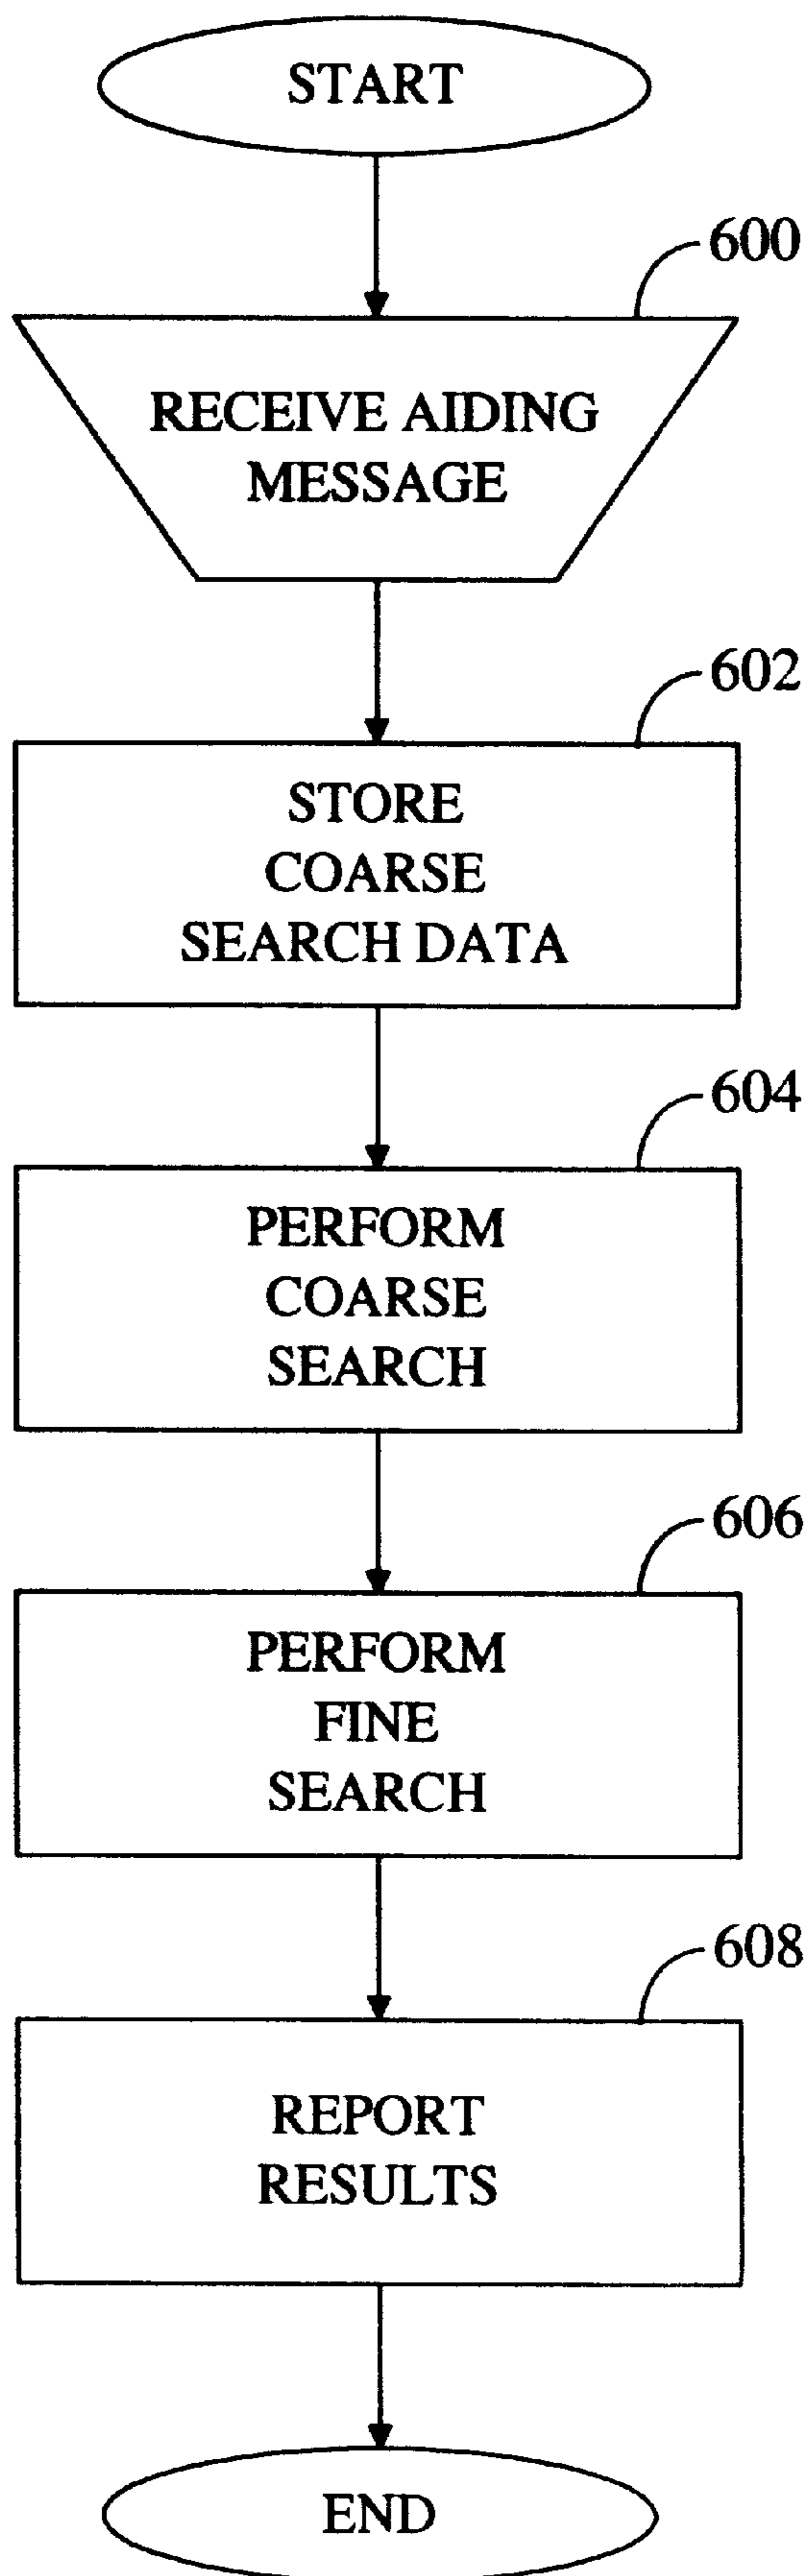 START
600
RECEIVE AIDING
MESSAGE
602
STORE
COARSE
SEARCH DATA
604
PERFORM
COARSE
SEARCH
606
PERFORM
FINE
SEARCH
608
REPORT
RESULTS
END